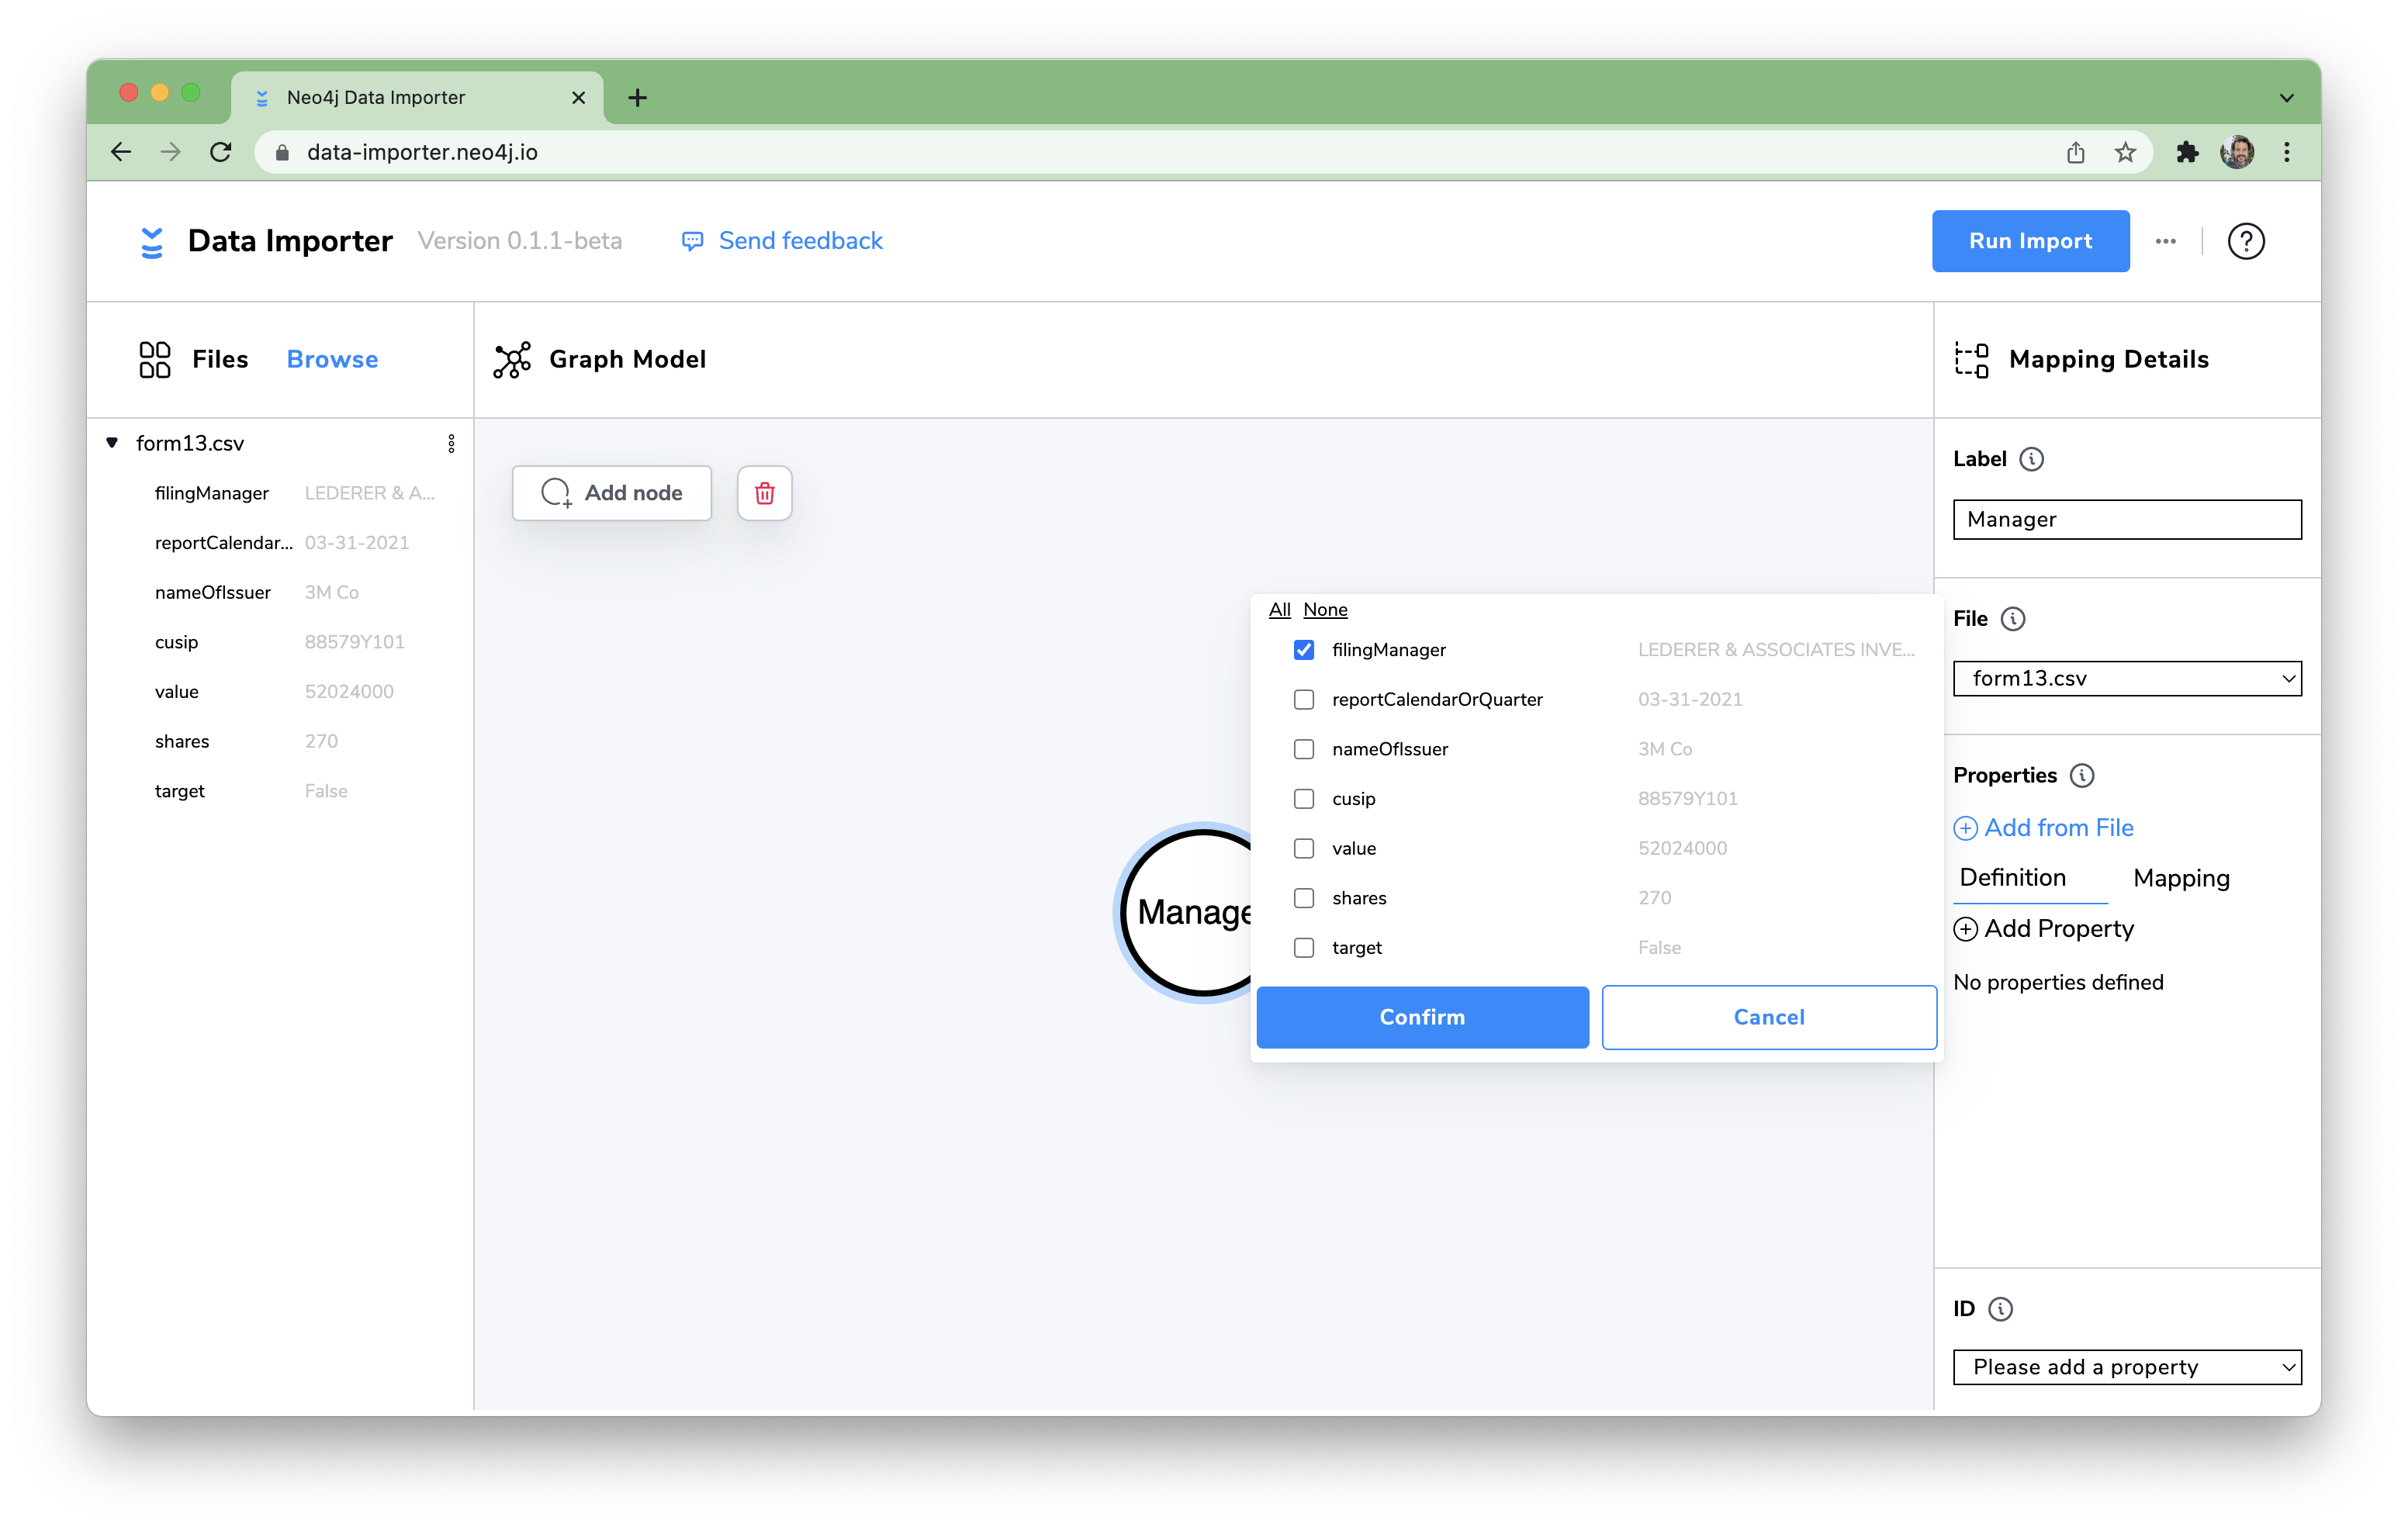 Neo4j Data Importer
data-importer.neo4j.io
Data Importer Version 0.1.1-beta Send feedback Run Import
Files Browse Graph Model Mapping Details
form13.csv
filingManager LEDERER & A...
reportCalendar... 03-31-2021
nameOfIssuer 3M Co
cusip 88579Y101
value 52024000
shares 270
target False
Add node
Manage
All None
filingManager LEDERER & ASSOCIATES INVE...
reportCalendarOrQuarter 03-31-2021
nameOfIssuer 3M Co
cusip 88579Y101
value 52024000
shares 270
target False
Confirm Cancel
Label
Manager
File
form13.csv
Properties
Add from File
Definition Mapping
Add Property
No properties defined
ID
Please add a property